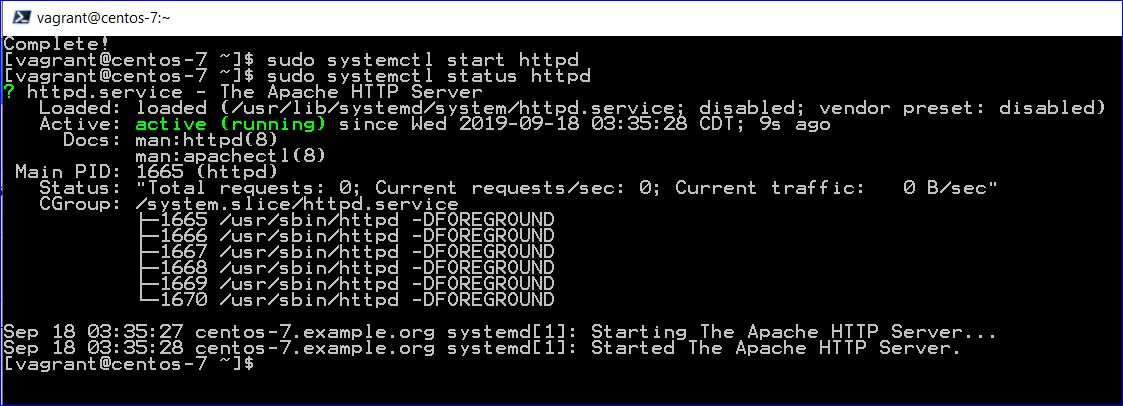 vagrant@centos-7:~
Complete!
[vagrant@centos-7 ~]$ sudo systemctl start httpd
[vagrant@centos-7 ~]$ sudo systemctl status httpd
? httpd.service - The Apache HTTP Server
   Loaded: loaded (/usr/lib/systemd/system/httpd.service; disabled; vendor preset: disabled)
   Active: active (running) since Wed 2019-09-18 03:35:28 CDT; 9s ago
     Docs: man:httpd(8)
           man:apachectl(8)
 Main PID: 1665 (httpd)
   Status: "Total requests: 0; Current requests/sec: 0; Current traffic:   0 B/sec"
   CGroup: /system.slice/httpd.service
           ├─1665 /usr/sbin/httpd -DFOREGROUND
           ├─1666 /usr/sbin/httpd -DFOREGROUND
           ├─1667 /usr/sbin/httpd -DFOREGROUND
           ├─1668 /usr/sbin/httpd -DFOREGROUND
           ├─1669 /usr/sbin/httpd -DFOREGROUND
           └─1670 /usr/sbin/httpd -DFOREGROUND
Sep 18 03:35:27 centos-7.example.org systemd[1]: Starting The Apache HTTP Server...
Sep 18 03:35:28 centos-7.example.org systemd[1]: Started The Apache HTTP Server.
[vagrant@centos-7 ~]$